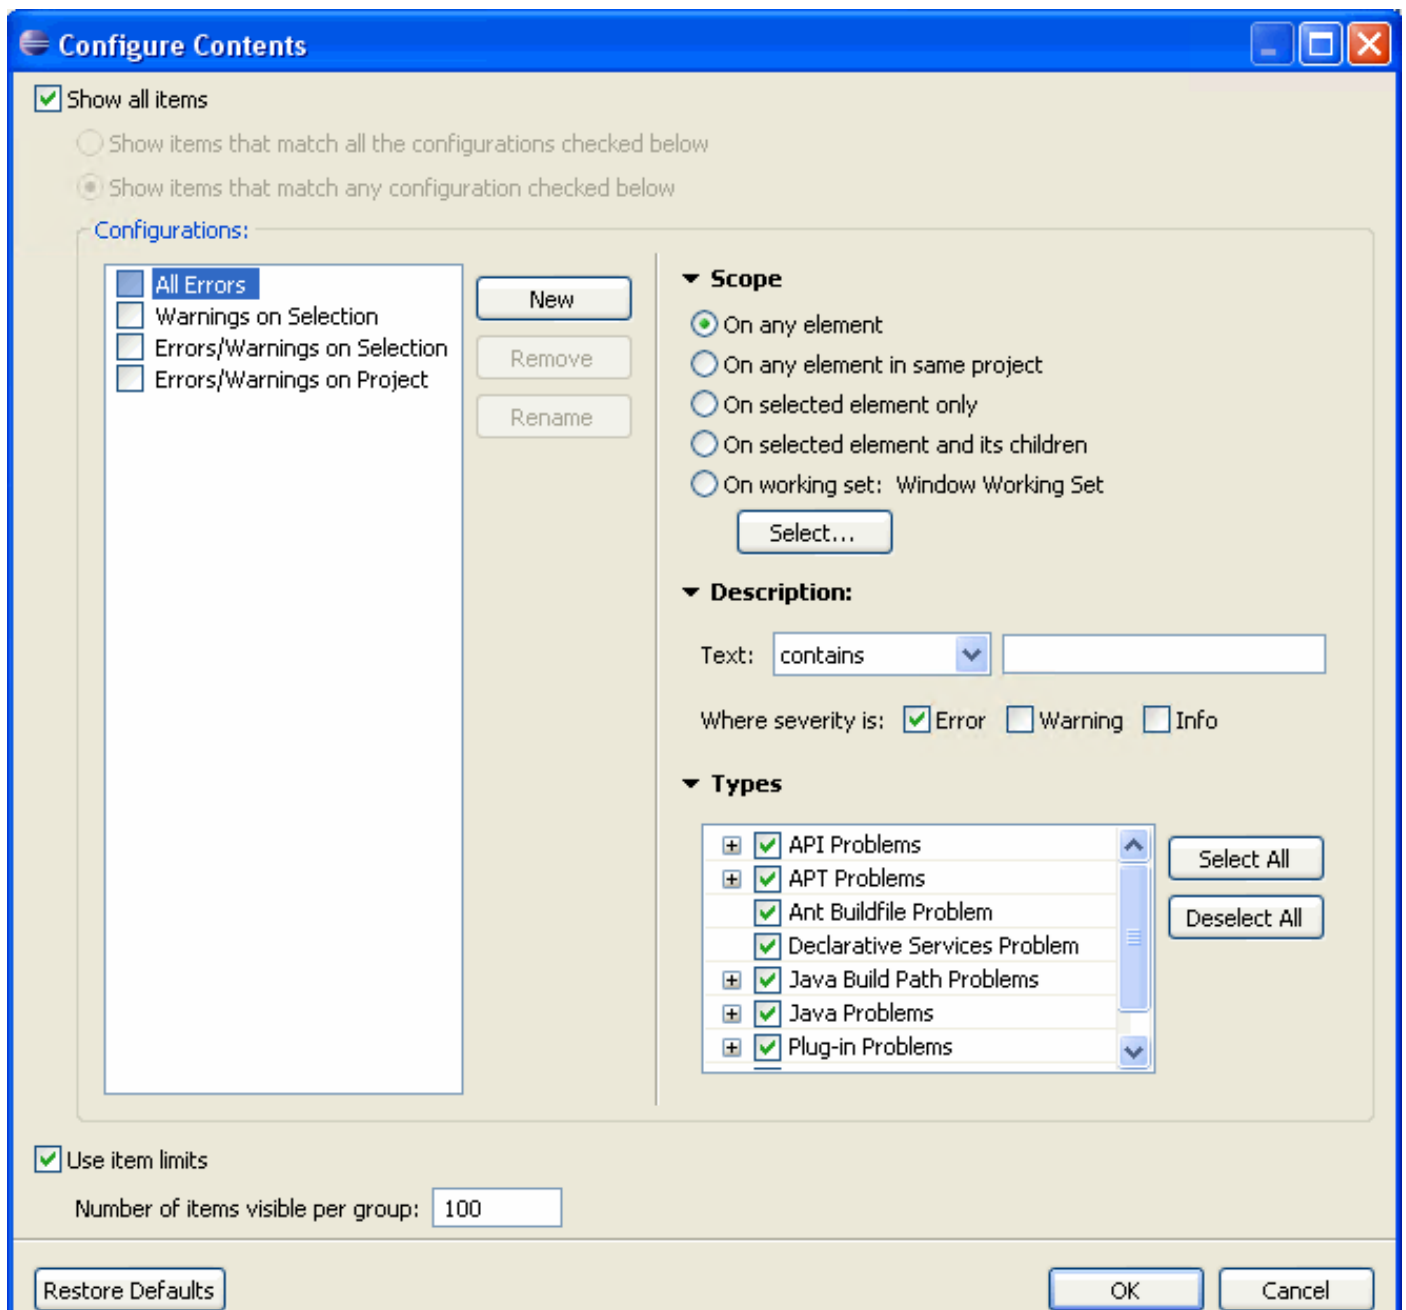 Configure Contents
Show all items
Show items that match all the configurations checked below
Show items that match any configuration checked below
Configurations:
All Errors
Warnings on Selection
Errors/Warnings on Selection
Errors/Warnings on Project
New
Remove
Rename
Scope
On any element
On any element in same project
On selected element only
On selected element and its children
On working set: Window Working Set
Select...
Description:
Text: contains
Where severity is: Error Warning Info
Types
API Problems
APT Problems
Ant Buildfile Problem
Declarative Services Problem
Java Build Path Problems
Java Problems
Plug-in Problems
Select All
Deselect All
Use item limits
Number of items visible per group: 100
Restore Defaults
OK
Cancel